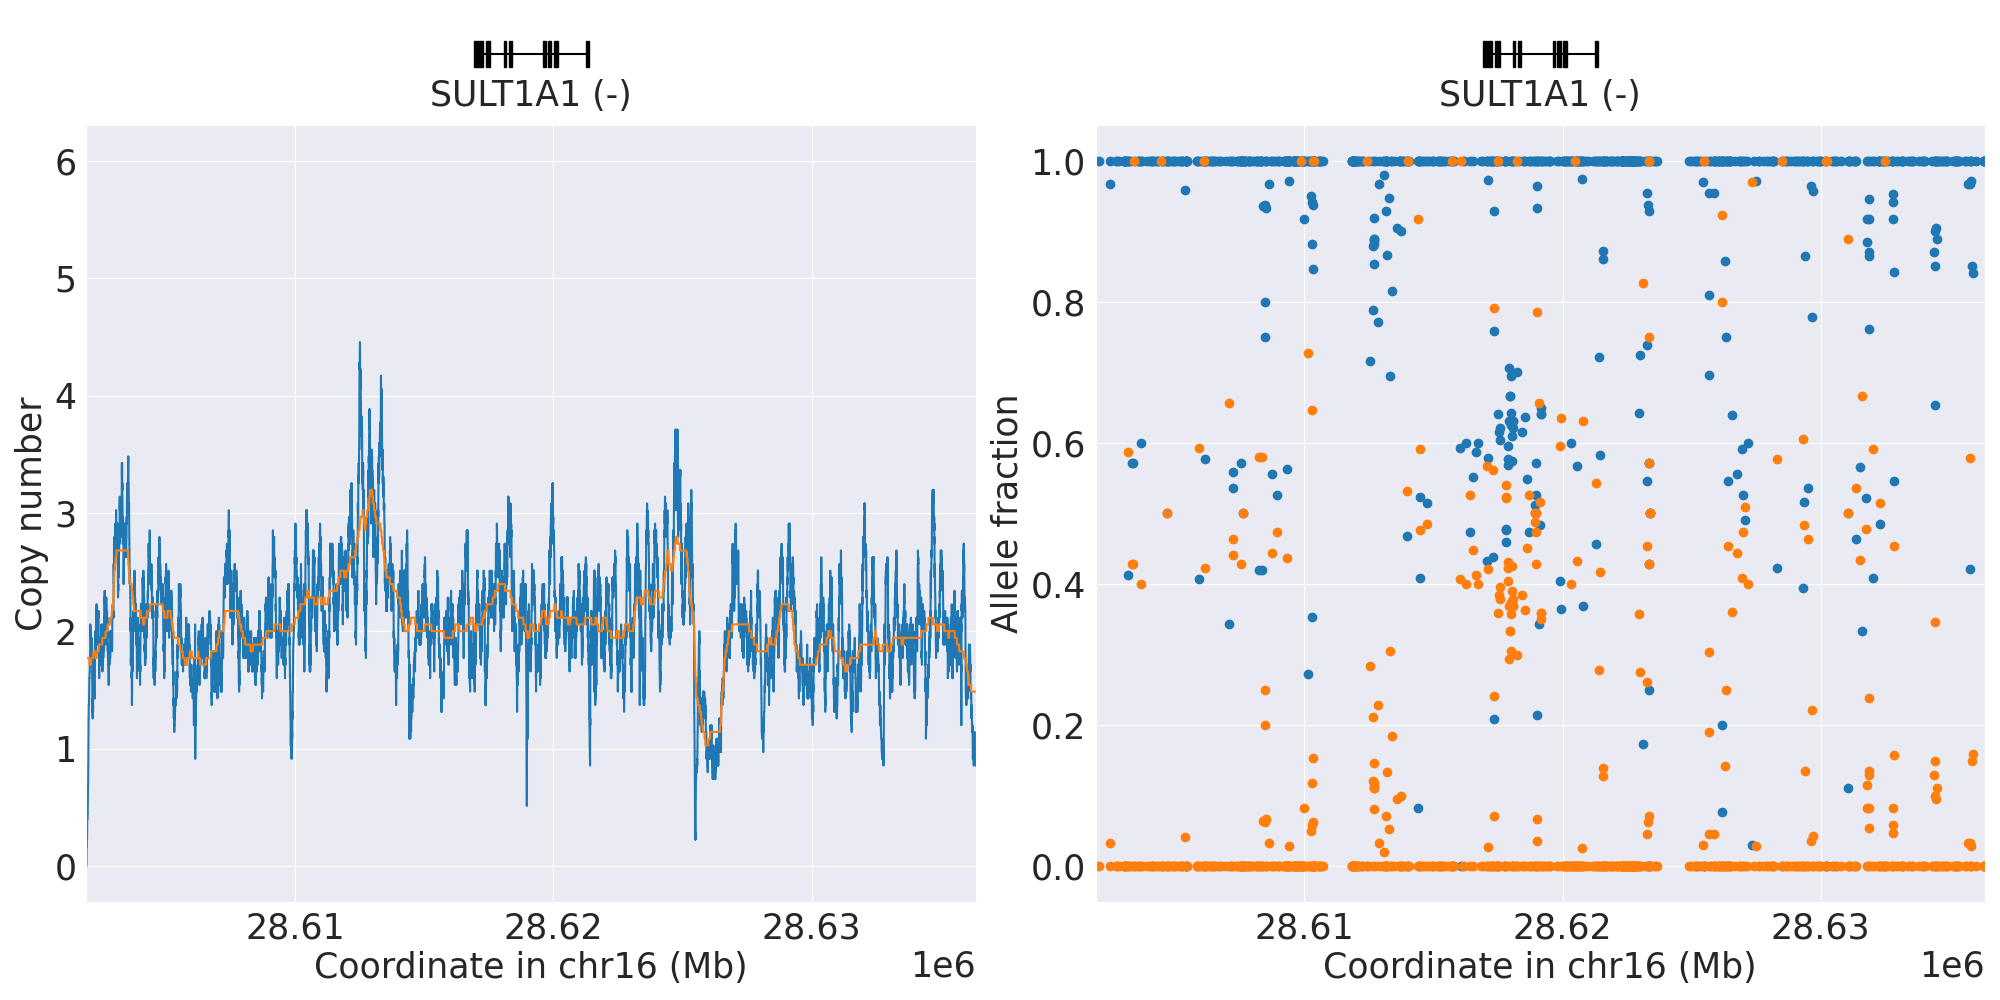 SULT1A1 (-)
SULT1A1 (-)
Copy number
6
5
4
3
2
1
0
28.61
28.62
28.63
Coordinate in chr16 (Mb)
1e6
Allele fraction
1.0
0.8
0.6
0.4
0.2
0.0
28.61
28.62
28.63
Coordinate in chr16 (Mb)
1e6